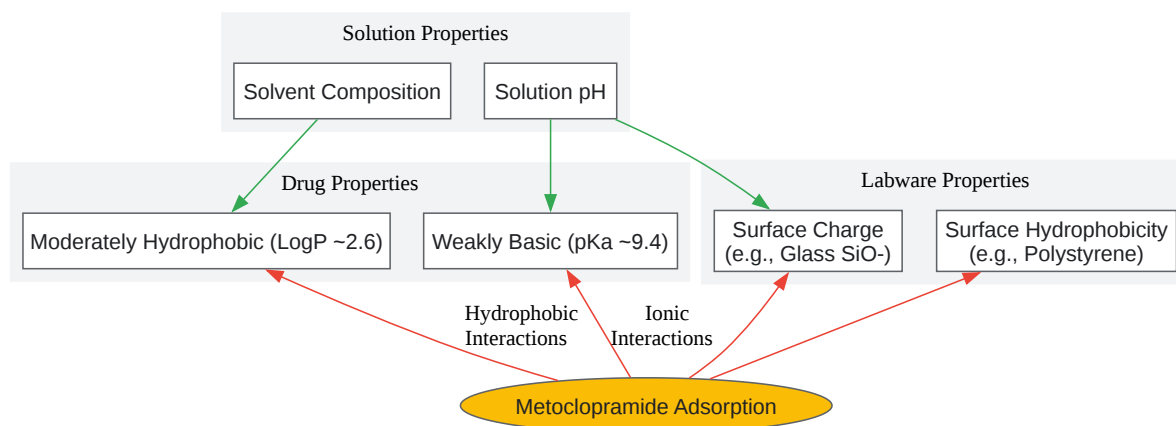 Solution Properties
Solvent Composition
Solution pH
Drug Properties
Labware Properties
Moderately Hydrophobic (LogP ~2.6)
Weakly Basic (pKa ~9.4)
Surface Charge
(e.g., Glass SiO-)
Surface Hydrophobicity
(e.g., Polystyrene)
Hydrophobic
Interactions
Ionic
Interactions
Metoclopramide Adsorption